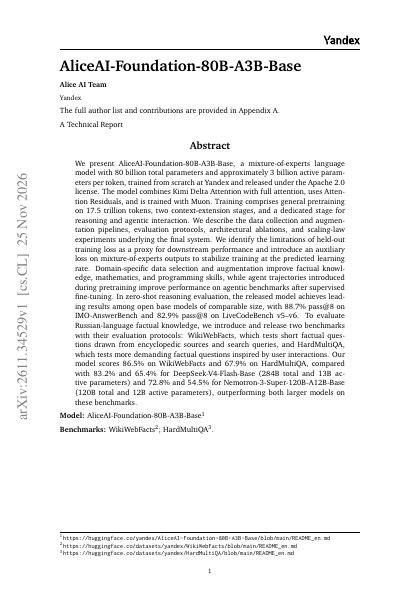 Yandex
AliceAI-Foundation-80B-A3B-Base
Alice AI Team
Yandex
The full author list and contributions are provided in Appendix A.
A Technical Report
Abstract
We present AliceAI-Foundation-80B-A3B-Base, a mixture-of-experts language
model with 80 billion total parameters and approximately 3 billion active param-
eters per token, trained from scratch at Yandex and released under the Apache 2.0
license. The model combines Kimi Delta Attention with full attention, uses Atten-
tion Residuals, and is trained with Muon. Training comprises general pretraining
on 17.5 trillion tokens, two context-extension stages, and a dedicated stage for
reasoning and agentic interaction. We describe the data collection and augmen-
tation pipelines, evaluation protocols, architectural ablations, and scaling-law
experiments underlying the final system. We identify the limitations of held-out
training loss as a proxy for downstream performance and introduce an auxiliary
loss on mixture-of-experts outputs to stabilize training at the predicted learning
rate. Domain-specific data selection and augmentation improve factual knowl-
edge, mathematics, and programming skills, while agent trajectories introduced
during pretraining improve performance on agentic benchmarks after supervised
fine-tuning. In zero-shot reasoning evaluation, the released model achieves lead-
ing results among open base models of comparable size, with 88.7% pass@8 on
IMO-AnswerBench and 82.9% pass@8 on LiveCodeBench v5–v6. To evaluate
Russian-language factual knowledge, we introduce and release two benchmarks
with their evaluation protocols: WikiWebFacts, which tests short factual ques-
tions drawn from encyclopedic sources and search queries, and HardMultiQA,
which tests more demanding factual questions inspired by user interactions. Our
model scores 86.5% on WikiWebFacts and 67.9% on HardMultiQA, compared
with 83.2% and 65.4% for DeepSeek-V4-Flash-Base (284B total and 13B ac-
tive parameters) and 72.8% and 54.5% for Nemotron-3-Super-120B-A12B-Base
(120B total and 12B active parameters), outperforming both larger models on
these benchmarks.
Model: AliceAI-Foundation-80B-A3B-Base1
Benchmarks: WikiWebFacts2; HardMultiQA3.
1https://huggingface.co/yandex/AliceAI-Foundation-80B-A3B-Base/blob/main/README_en.md
2https://huggingface.co/datasets/yandex/WikiWebFacts/blob/main/README_en.md
3https://huggingface.co/datasets/yandex/HardMultiQA/blob/main/README_en.md
1
arXiv:2611.34529v1 [cs.CL] 25 Nov 2026